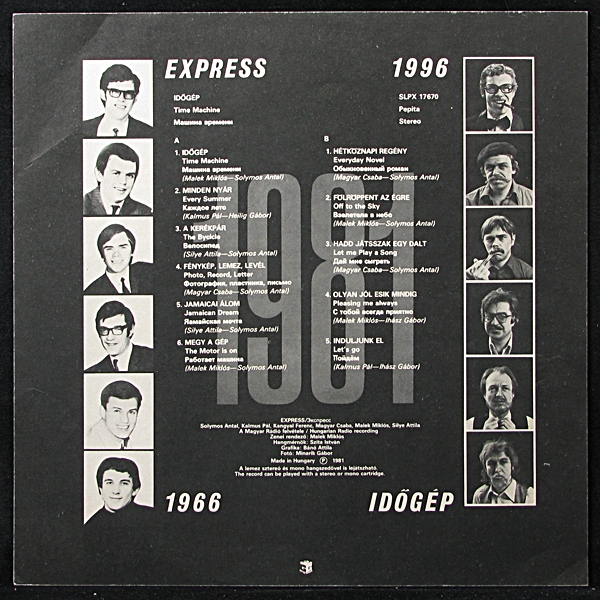 EXPRESS
1996
IDŐGÉP
Time Machine
Машина времени
SLPX 17670
Pepita
Stereo
A
1. IDŐGÉP
Time Machine
Машина времени
(Malek Miklós—Solymos Antal)
2. MINDEN NYÁR
Every Summer
Каждое лето
(Kalmus Pál—Heilig Gábor)
3. A KERÉKPÁR
The Bycicle
Велосипед
(Silye Attila—Solymos Antal)
4. FÉNYKÉP, LEMEZ, LEVÉL
Photo, Record, Letter
Фотография, пластинка, письмо
(Magyar Csaba—Solymos Antal)
5. JAMAICAI ÁLOM
Jamaican Dream
Ямайская мечта
(Silye Attila—Solymos Antal)
6. MEGY A GÉP
The Motor is on
Работает машина
(Malek Miklós—Solymos Antal)
B
1. HÉTKÖZNAPI REGÉNY
Everyday Novel
Обыкновенный роман
(Magyar Csaba—Solymos Antal)
2. FÖLRÖPPENT AZ ÉGRE
Off to the Sky
Взлетела в небо
(Malek Miklós—Solymos Antal)
3. HADD JÁTSSZAK EGY DALT
Let me Play a Song
Дай мне сыграть
(Magyar Csaba—Solymos Antal)
4. OLYAN JÓL ESIK MINDIG
Pleasing me always
С тобой всегда приятно
(Malek Miklós—Ihász Gábor)
5. INDULJUNK EL
Let's go
Пойдём
(Kalmus Pál—Ihász Gábor)
1981
EXPRESS/Экспресс
Solymos Antal, Kalmus Pál, Kangyal Ferenc, Magyar Csaba, Malek Miklós, Silye Attila
A Magyar Rádió felvétele / Hungarian Radio recording
Zenei rendező: Malek Miklós
Hangmérnök: Szita István
Grafika: Bánó Attila
Fotó: Minarik Gábor
Made in Hungary Ⓟ 1981
A lemez sztereó és mono hangszedővel is lejátszható.
The record can be played with a stereo or mono cartridge.
1966
IDŐGÉP